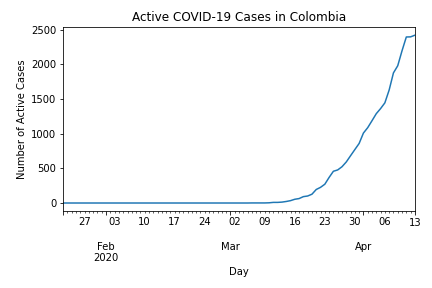 Active COVID-19 Cases in Colombia
2500
2000
1500
1000
500
0
Number of Active Cases
27 03 10 17 24 02 09 16 23 30 06 13
Feb Mar Apr
2020
Day